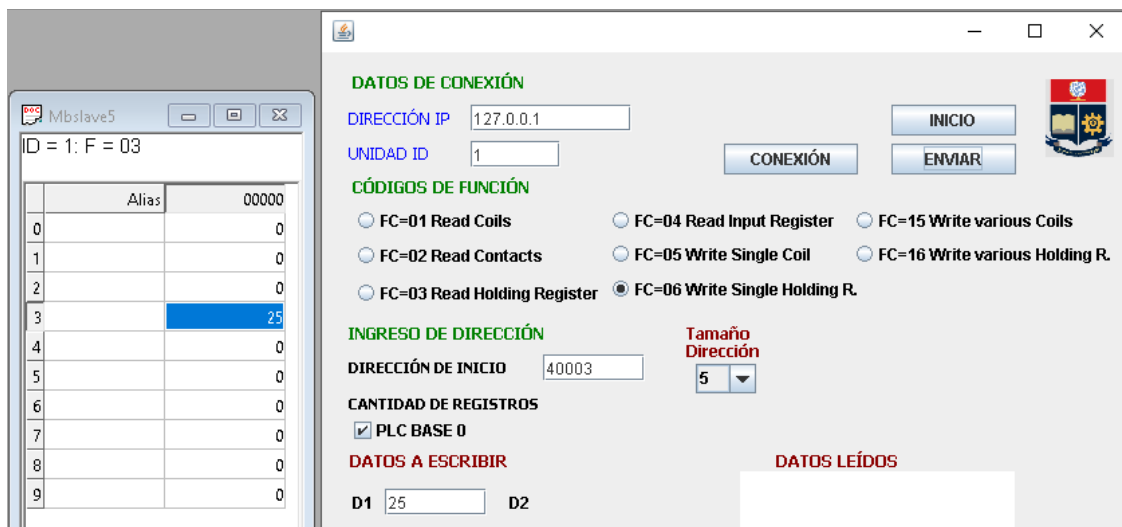 Mbslave5
ID = 1: F = 03
Alias 00000
0 0
1 0
2 0
3 25
4 0
5 0
6 0
7 0
8 0
9 0
DATOS DE CONEXIÓN
DIRECCIÓN IP 127.0.0.1 INICIO
UNIDAD ID 1 CONEXIÓN ENVIAR
CÓDIGOS DE FUNCIÓN
FC=01 Read Coils FC=04 Read Input Register FC=15 Write various Coils
FC=02 Read Contacts FC=05 Write Single Coil FC=16 Write various Holding R.
FC=03 Read Holding Register FC=06 Write Single Holding R.
INGRESO DE DIRECCIÓN Tamaño
Dirección
DIRECCIÓN DE INICIO 40003 5
CANTIDAD DE REGISTROS
PLC BASE 0
DATOS A ESCRIBIR DATOS LEÍDOS
D1 25 D2